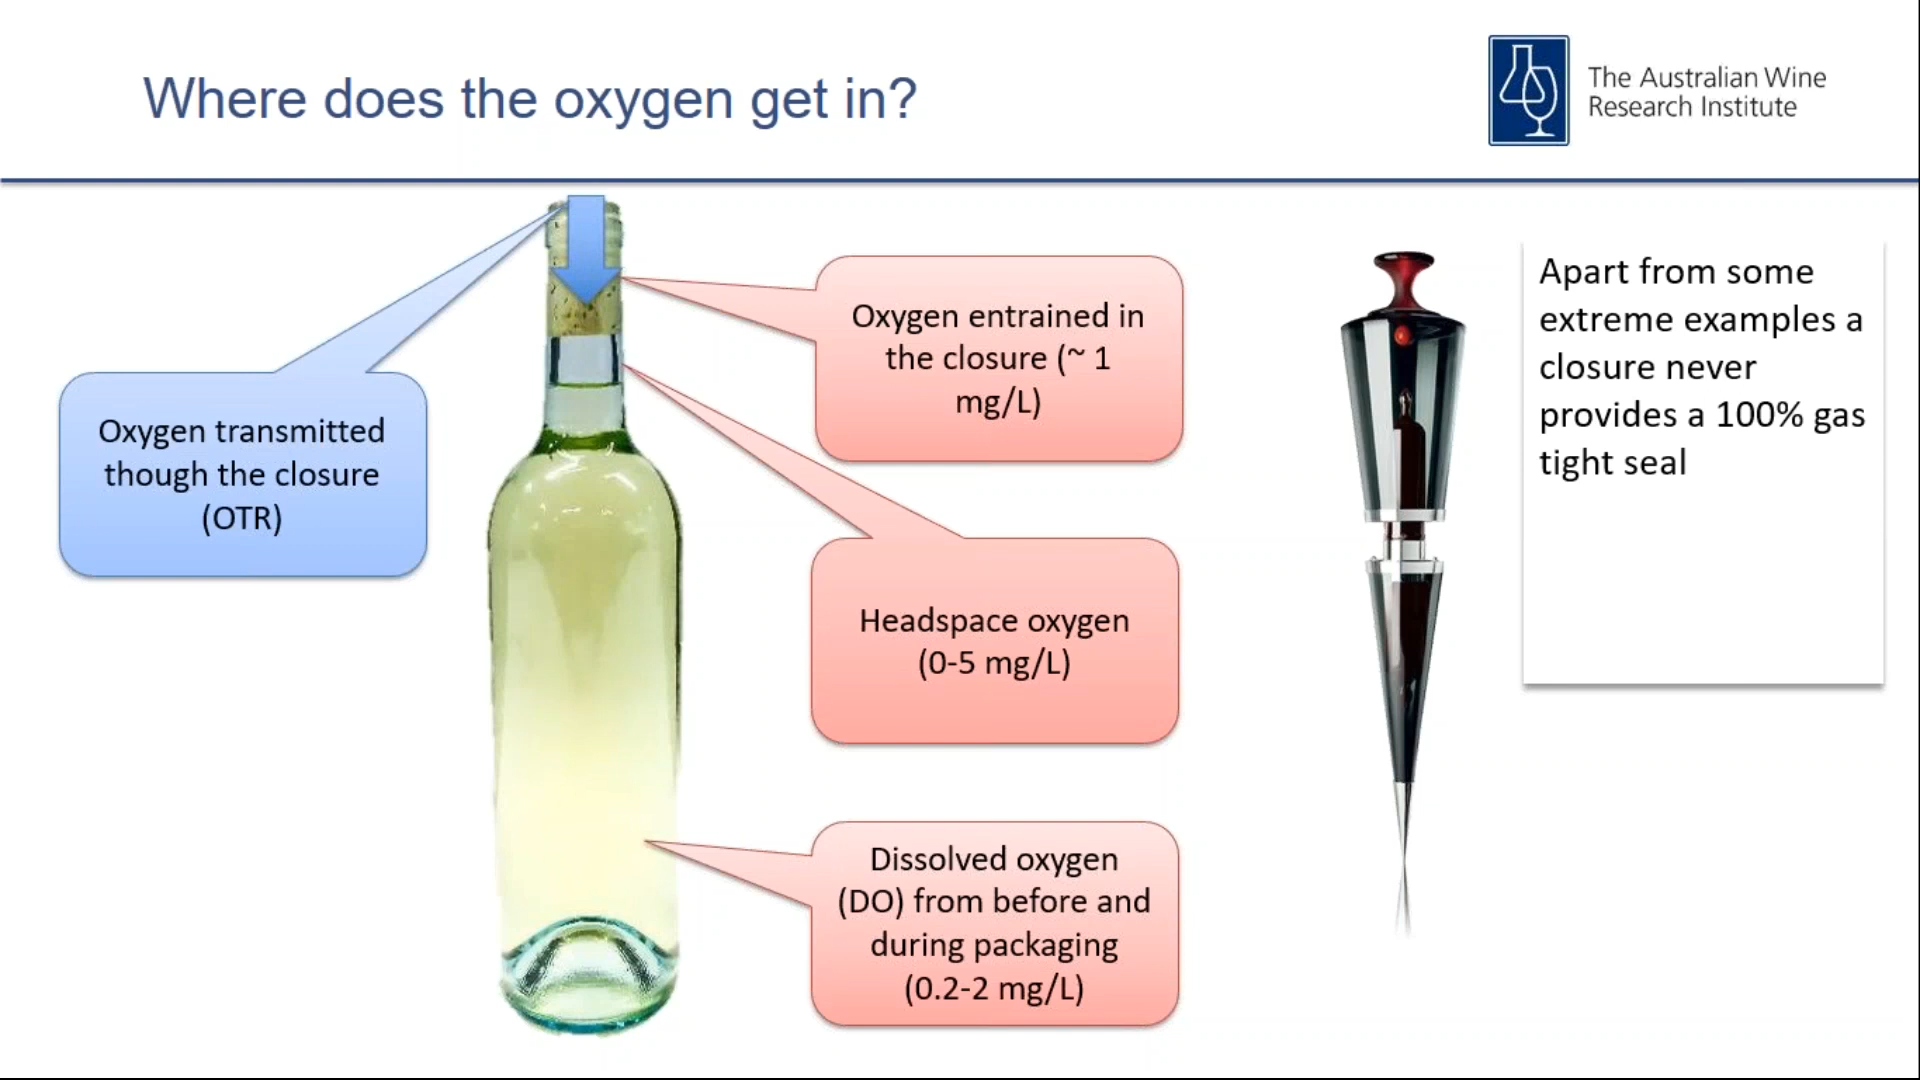 Where does the oxygen get in?
The Australian Wine
Research Institute
Oxygen transmitted
though the closure
(OTR)
Oxygen entrained in
the closure (~ 1
mg/L)
Headspace oxygen
(0-5 mg/L)
Dissolved oxygen
(DO) from before and
during packaging
(0.2-2 mg/L)
Apart from some
extreme examples a
closure never
provides a 100% gas
tight seal